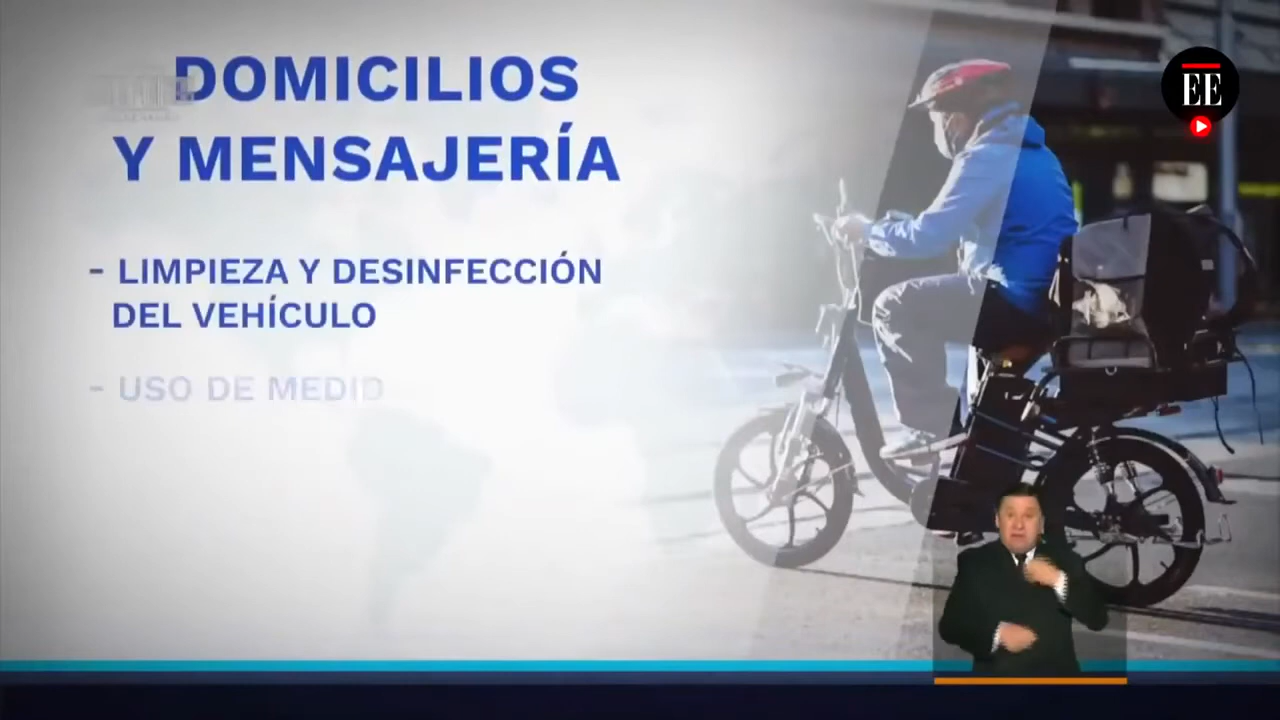 DOMICILIOS
Y MENSAJERÍA
- LIMPIEZA Y DESINFECCIÓN
DEL VEHÍCULO
- USO DE MEDID
EE